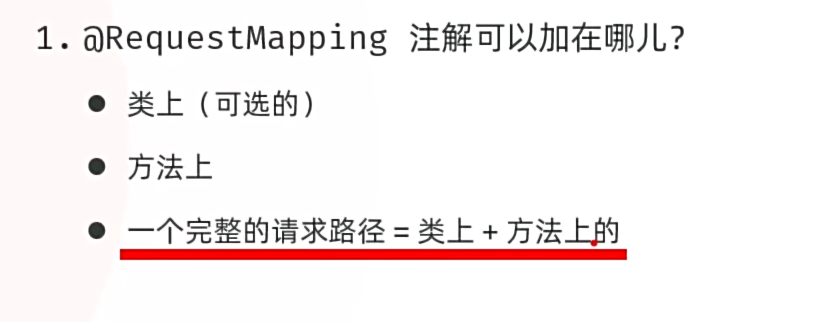 1. @RequestMapping 注解可以加在哪儿？
● 类上（可选的）
● 方法上
● 一个完整的请求路径 = 类上 + 方法上的